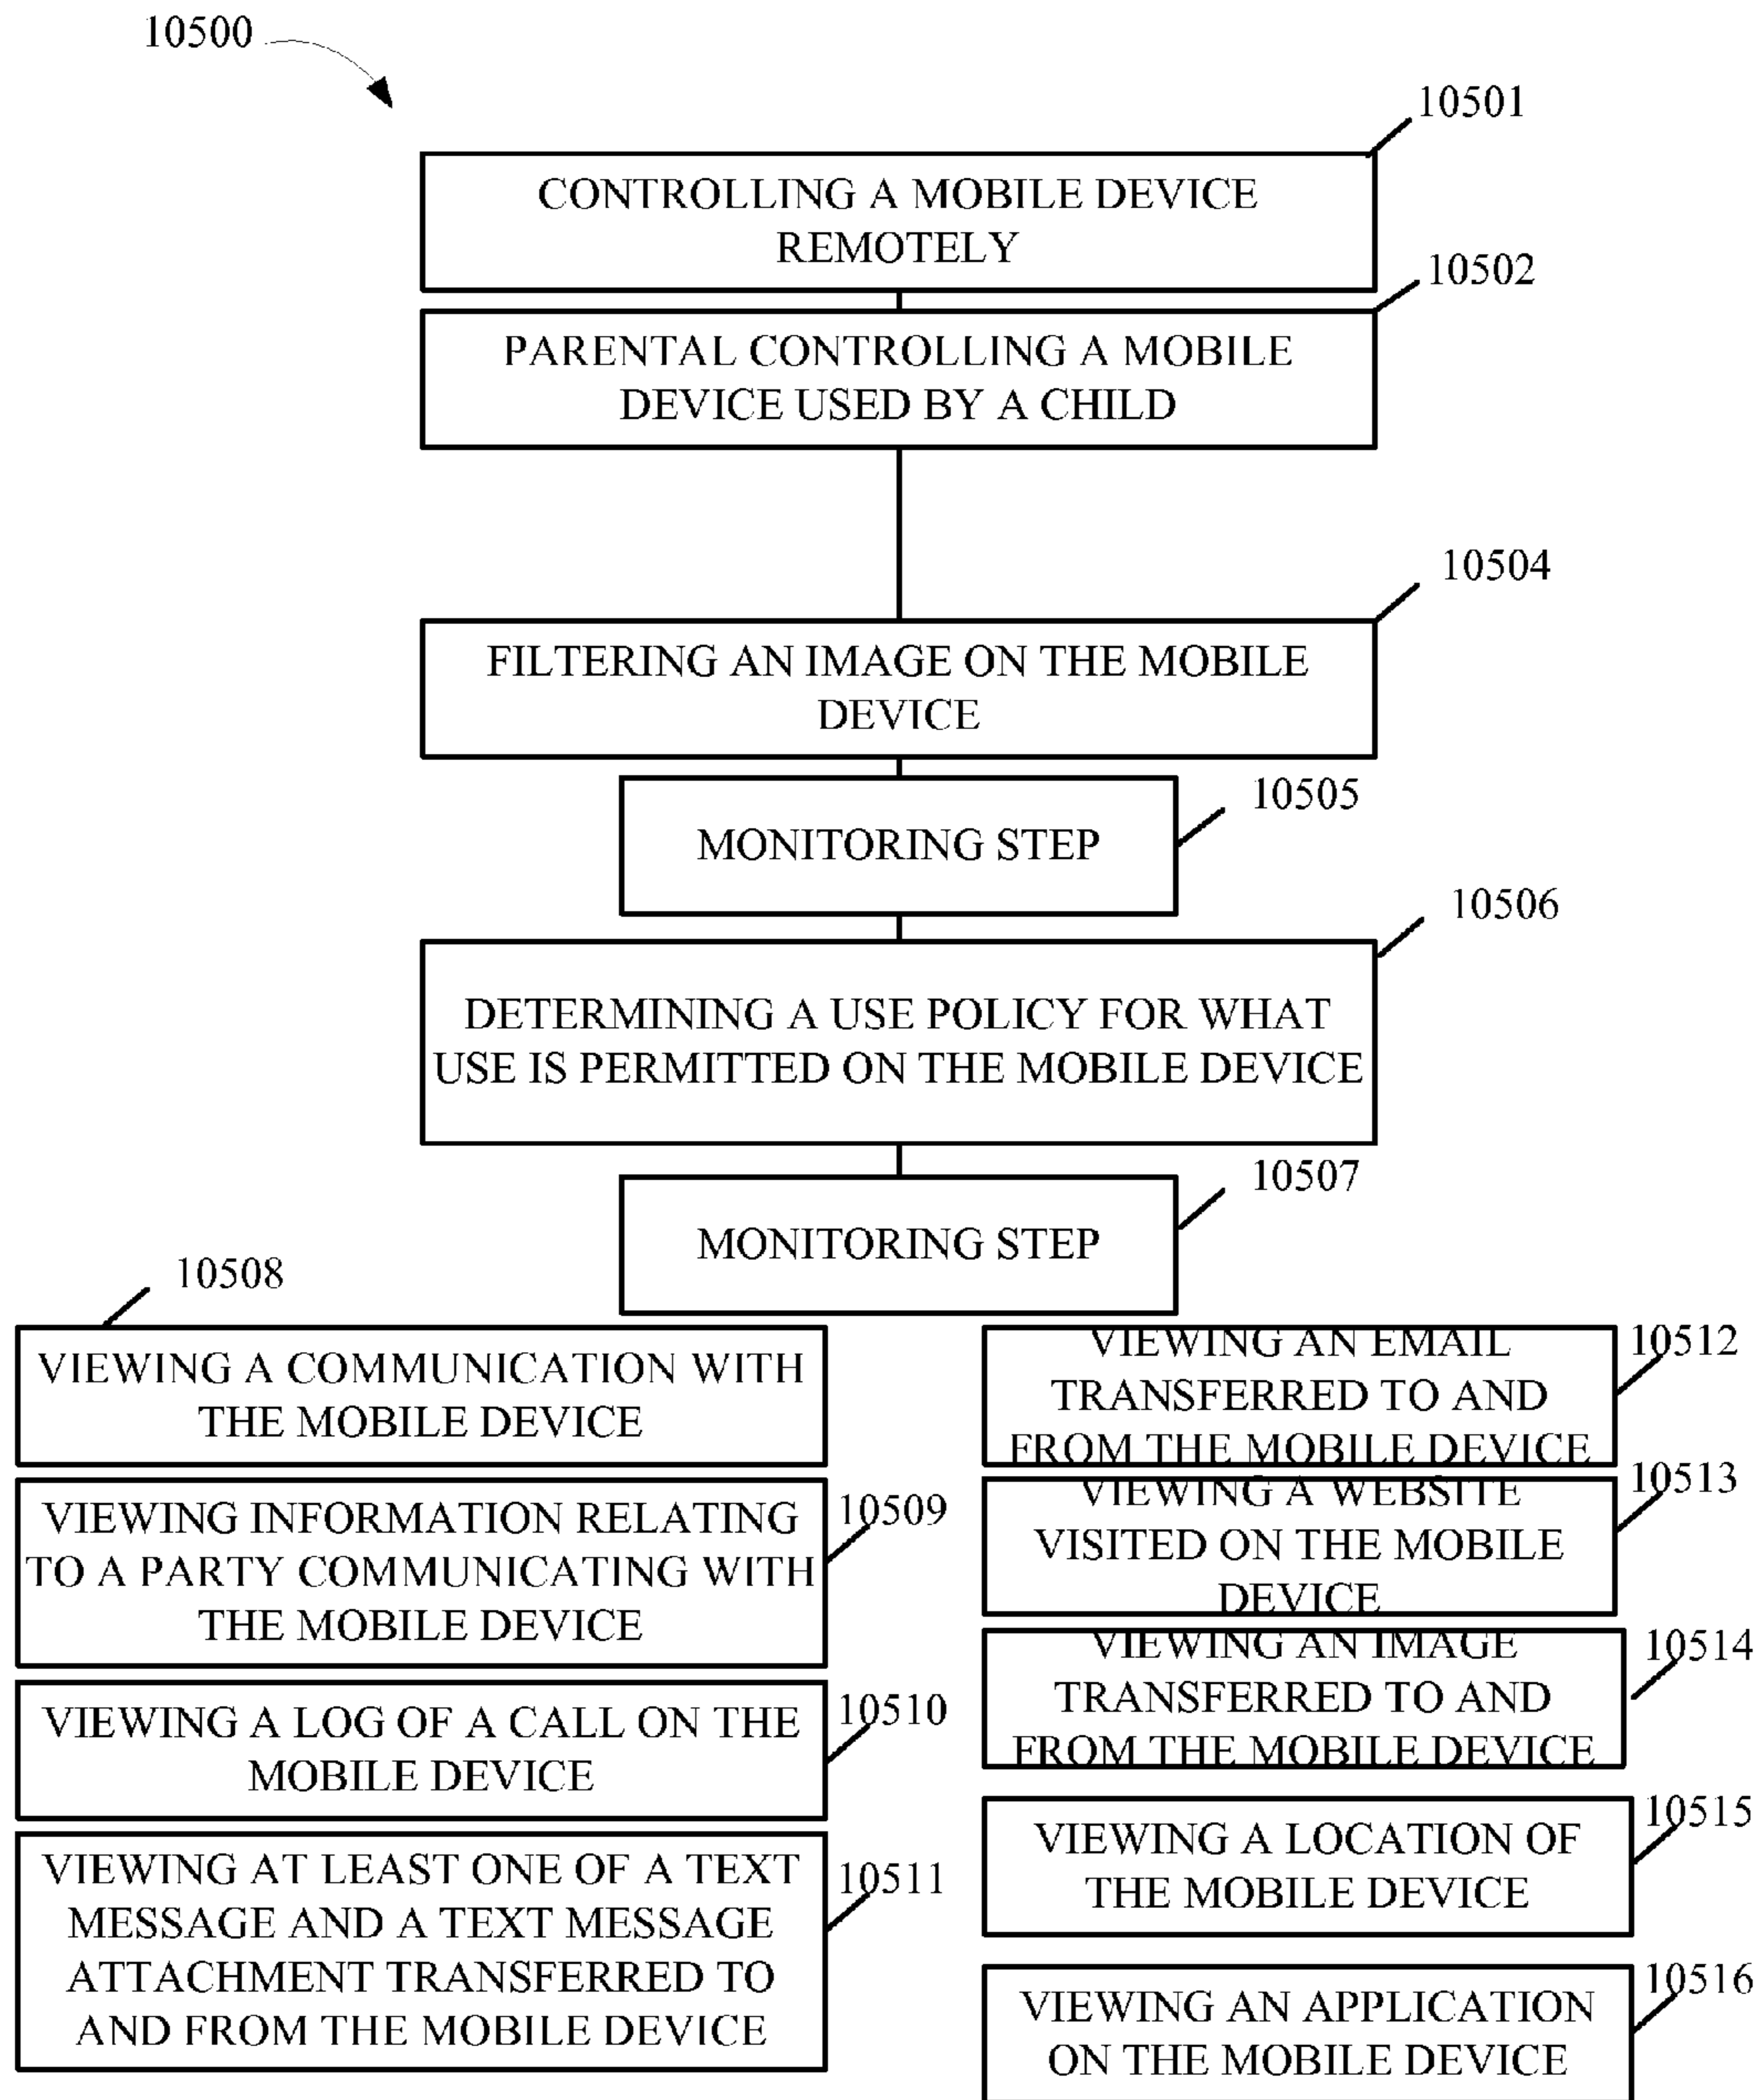 10500
10501
CONTROLLING A MOBILE DEVICE
REMOTELY
10502
PARENTAL CONTROLLING A MOBILE
DEVICE USED BY A CHILD
10504
FILTERING AN IMAGE ON THE MOBILE
DEVICE
10505
MONITORING STEP
10506
DETERMINING A USE POLICY FOR WHAT
USE IS PERMITTED ON THE MOBILE DEVICE
10507
MONITORING STEP
10508
VIEWING A COMMUNICATION WITH
THE MOBILE DEVICE
10509
VIEWING INFORMATION RELATING
TO A PARTY COMMUNICATING WITH
THE MOBILE DEVICE
10510
VIEWING A LOG OF A CALL ON THE
MOBILE DEVICE
10511
VIEWING AT LEAST ONE OF A TEXT
MESSAGE AND A TEXT MESSAGE
ATTACHMENT TRANSFERRED TO
AND FROM THE MOBILE DEVICE
10512
VIEWING AN EMAIL
TRANSFERRED TO AND
FROM THE MOBILE DEVICE
10513
VIEWING A WEBSITE
VISITED ON THE MOBILE
DEVICE
10514
VIEWING AN IMAGE
TRANSFERRED TO AND
FROM THE MOBILE DEVICE
10515
VIEWING A LOCATION OF
THE MOBILE DEVICE
10516
VIEWING AN APPLICATION
ON THE MOBILE DEVICE